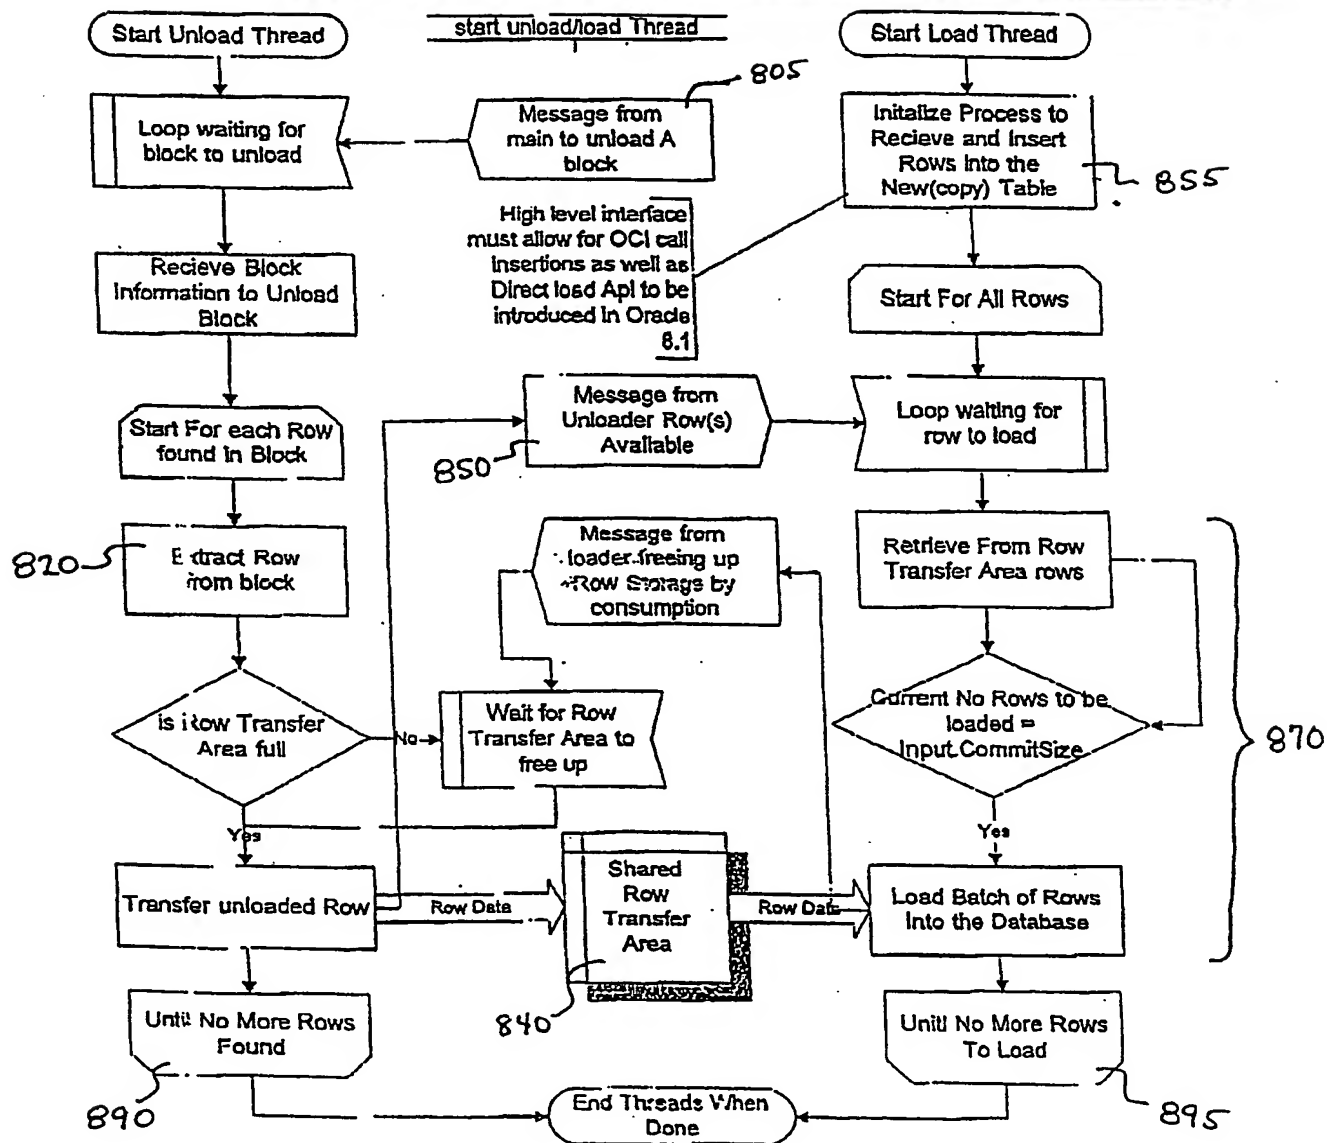 Start Unload Thread
start unload/load Thread
Start Load Thread
805
Loop waiting for
block to unload
Message from
main to unload A
block
Initalize Process to
Recieve and Insert
Rows Into the
New(copy) Table
855
High level interface
must allow for OCI call
Insertions as well as
Direct load Api to be
introduced in Oracle
8.1
Recieve Block
Information to Unload
Block
Start For All Rows
Start For each Row
found in Block
Message from
Unloader Row(s)
Available
850
Loop waiting for
row to load
820
Extract Row
from block
Message from
loader freeing up
Row Storage by
consumption
Retrieve From Row
Transfer Area rows
Is Row Transfer
Area full
No
Wait for Row
Transfer Area to
free up
Current No Rows to be
loaded =
Input.CommitSize
870
Yes
Yes
Transfer unloaded Row
Row Data
Shared
Row
Transfer
Area
Row Data
Load Batch of Rows
Into the Database
840
Until No More Rows
Found
Until No More Rows
To Load
890
End Threads When
Done
895